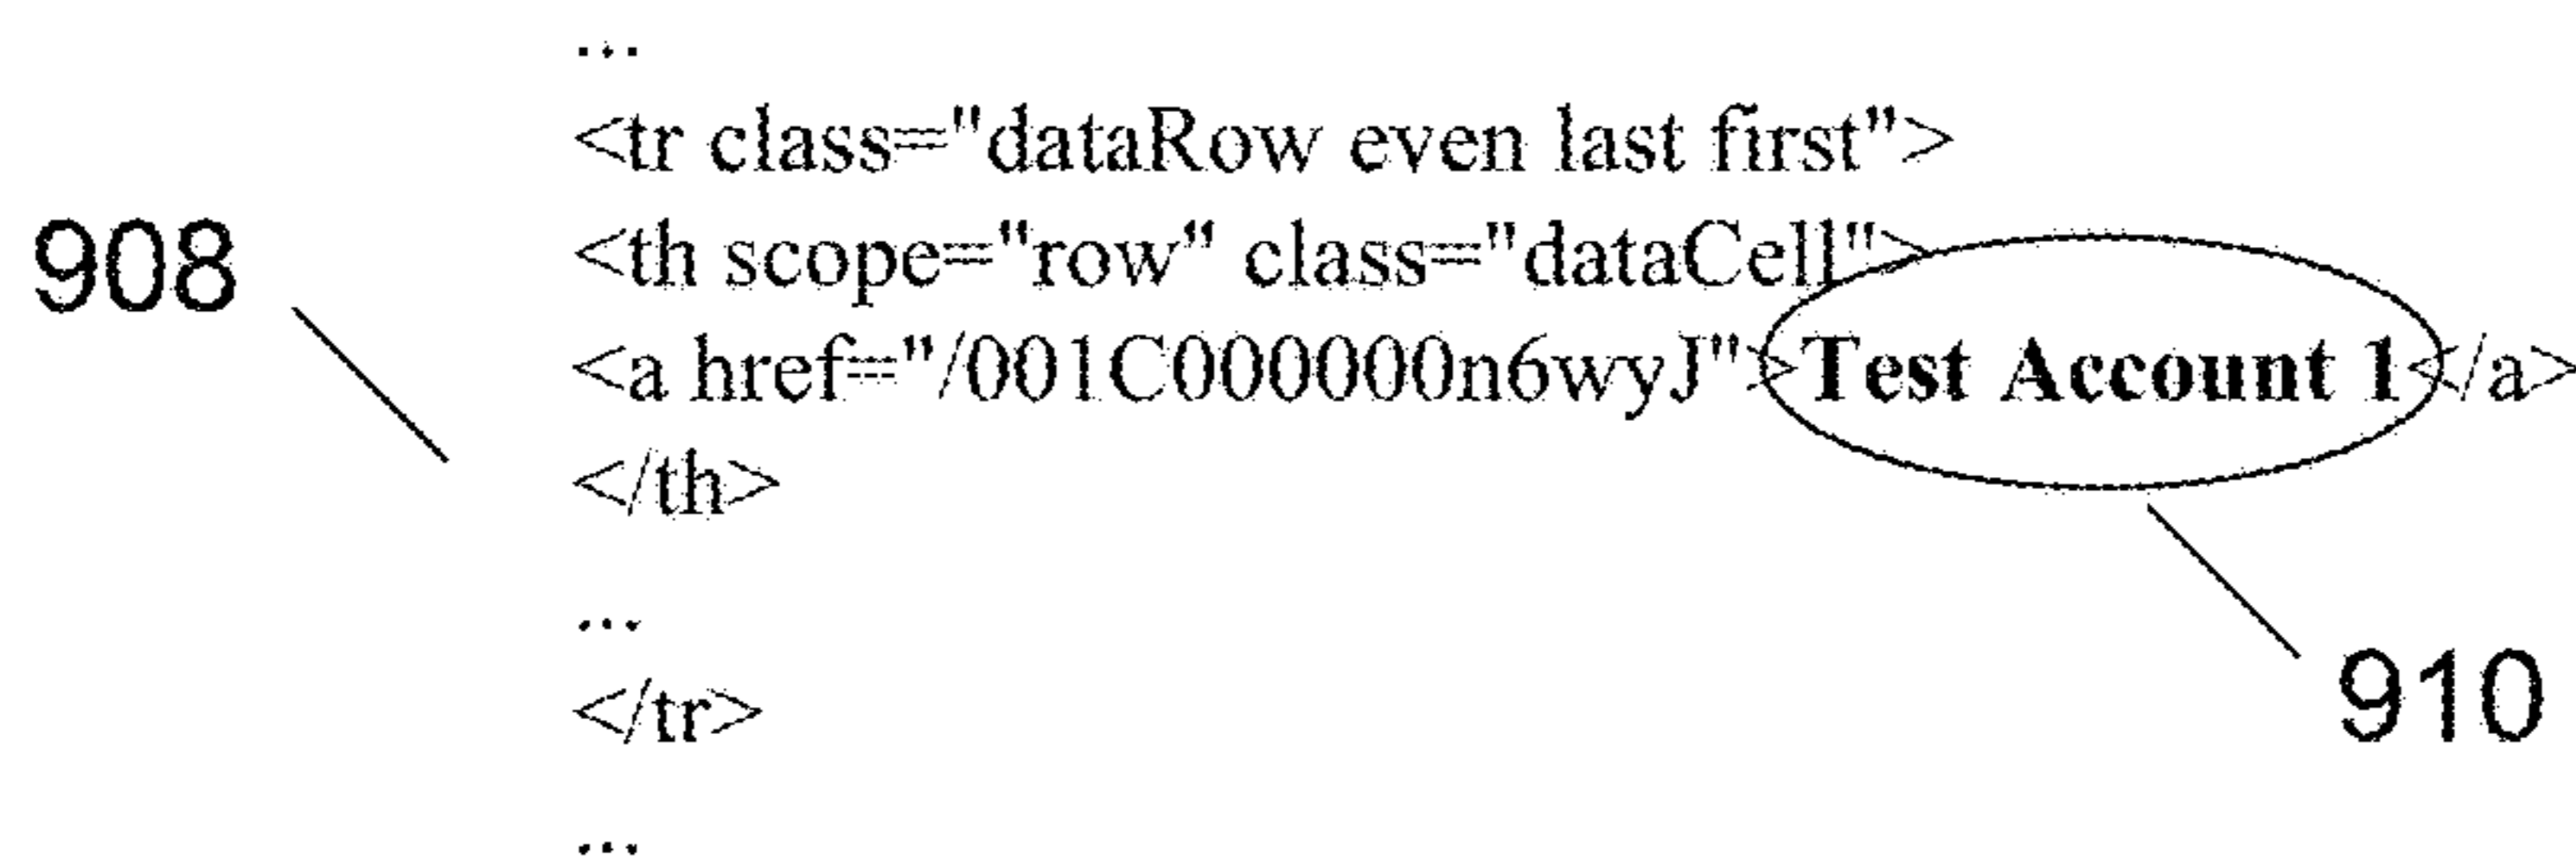 ...
<tr class="dataRow even last first">
<th scope="row" class="dataCell">
908
<a href="/001C000000n6wyJ">Test Account 1</a>
</th>
...
</tr>
910
...